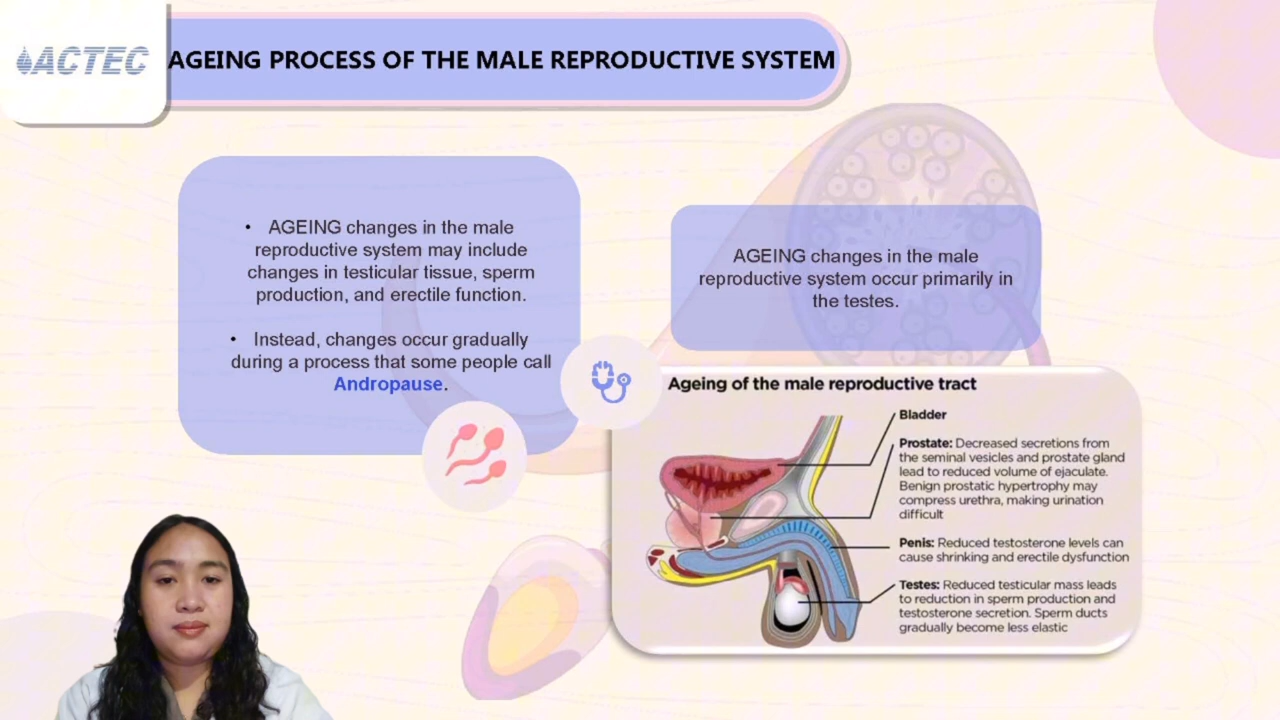 ACTEC
AGEING PROCESS OF THE MALE REPRODUCTIVE SYSTEM
• AGEING changes in the male
reproductive system may include
changes in testicular tissue, sperm
production, and erectile function.
• Instead, changes occur gradually
during a process that some people call
Andropause.
AGEING changes in the male
reproductive system occur primarily in
the testes.
Ageing of the male reproductive tract
Bladder
Prostate: Decreased secretions from
the seminal vesicles and prostate gland
lead to reduced volume of ejaculate.
Benign prostatic hypertrophy may
compress urethra, making urination
difficult
Penis: Reduced testosterone levels can
cause shrinking and erectile dysfunction
Testes: Reduced testicular mass leads
to reduction in sperm production and
testosterone secretion. Sperm ducts
gradually become less elastic